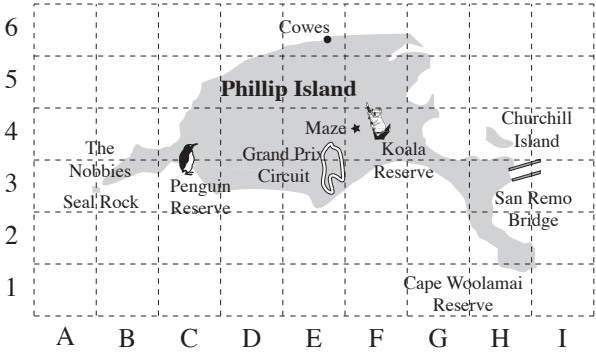 6
Cowes
5
Phillip Island
4
Maze
Churchill
Island
The
Nobbies
Grand Prix
Circuit
Koala
Reserve
3
Seal Rock
Penguin
Reserve
San Remo
Bridge
2
1
Cape Woolamai
Reserve
A B C D E F G H I